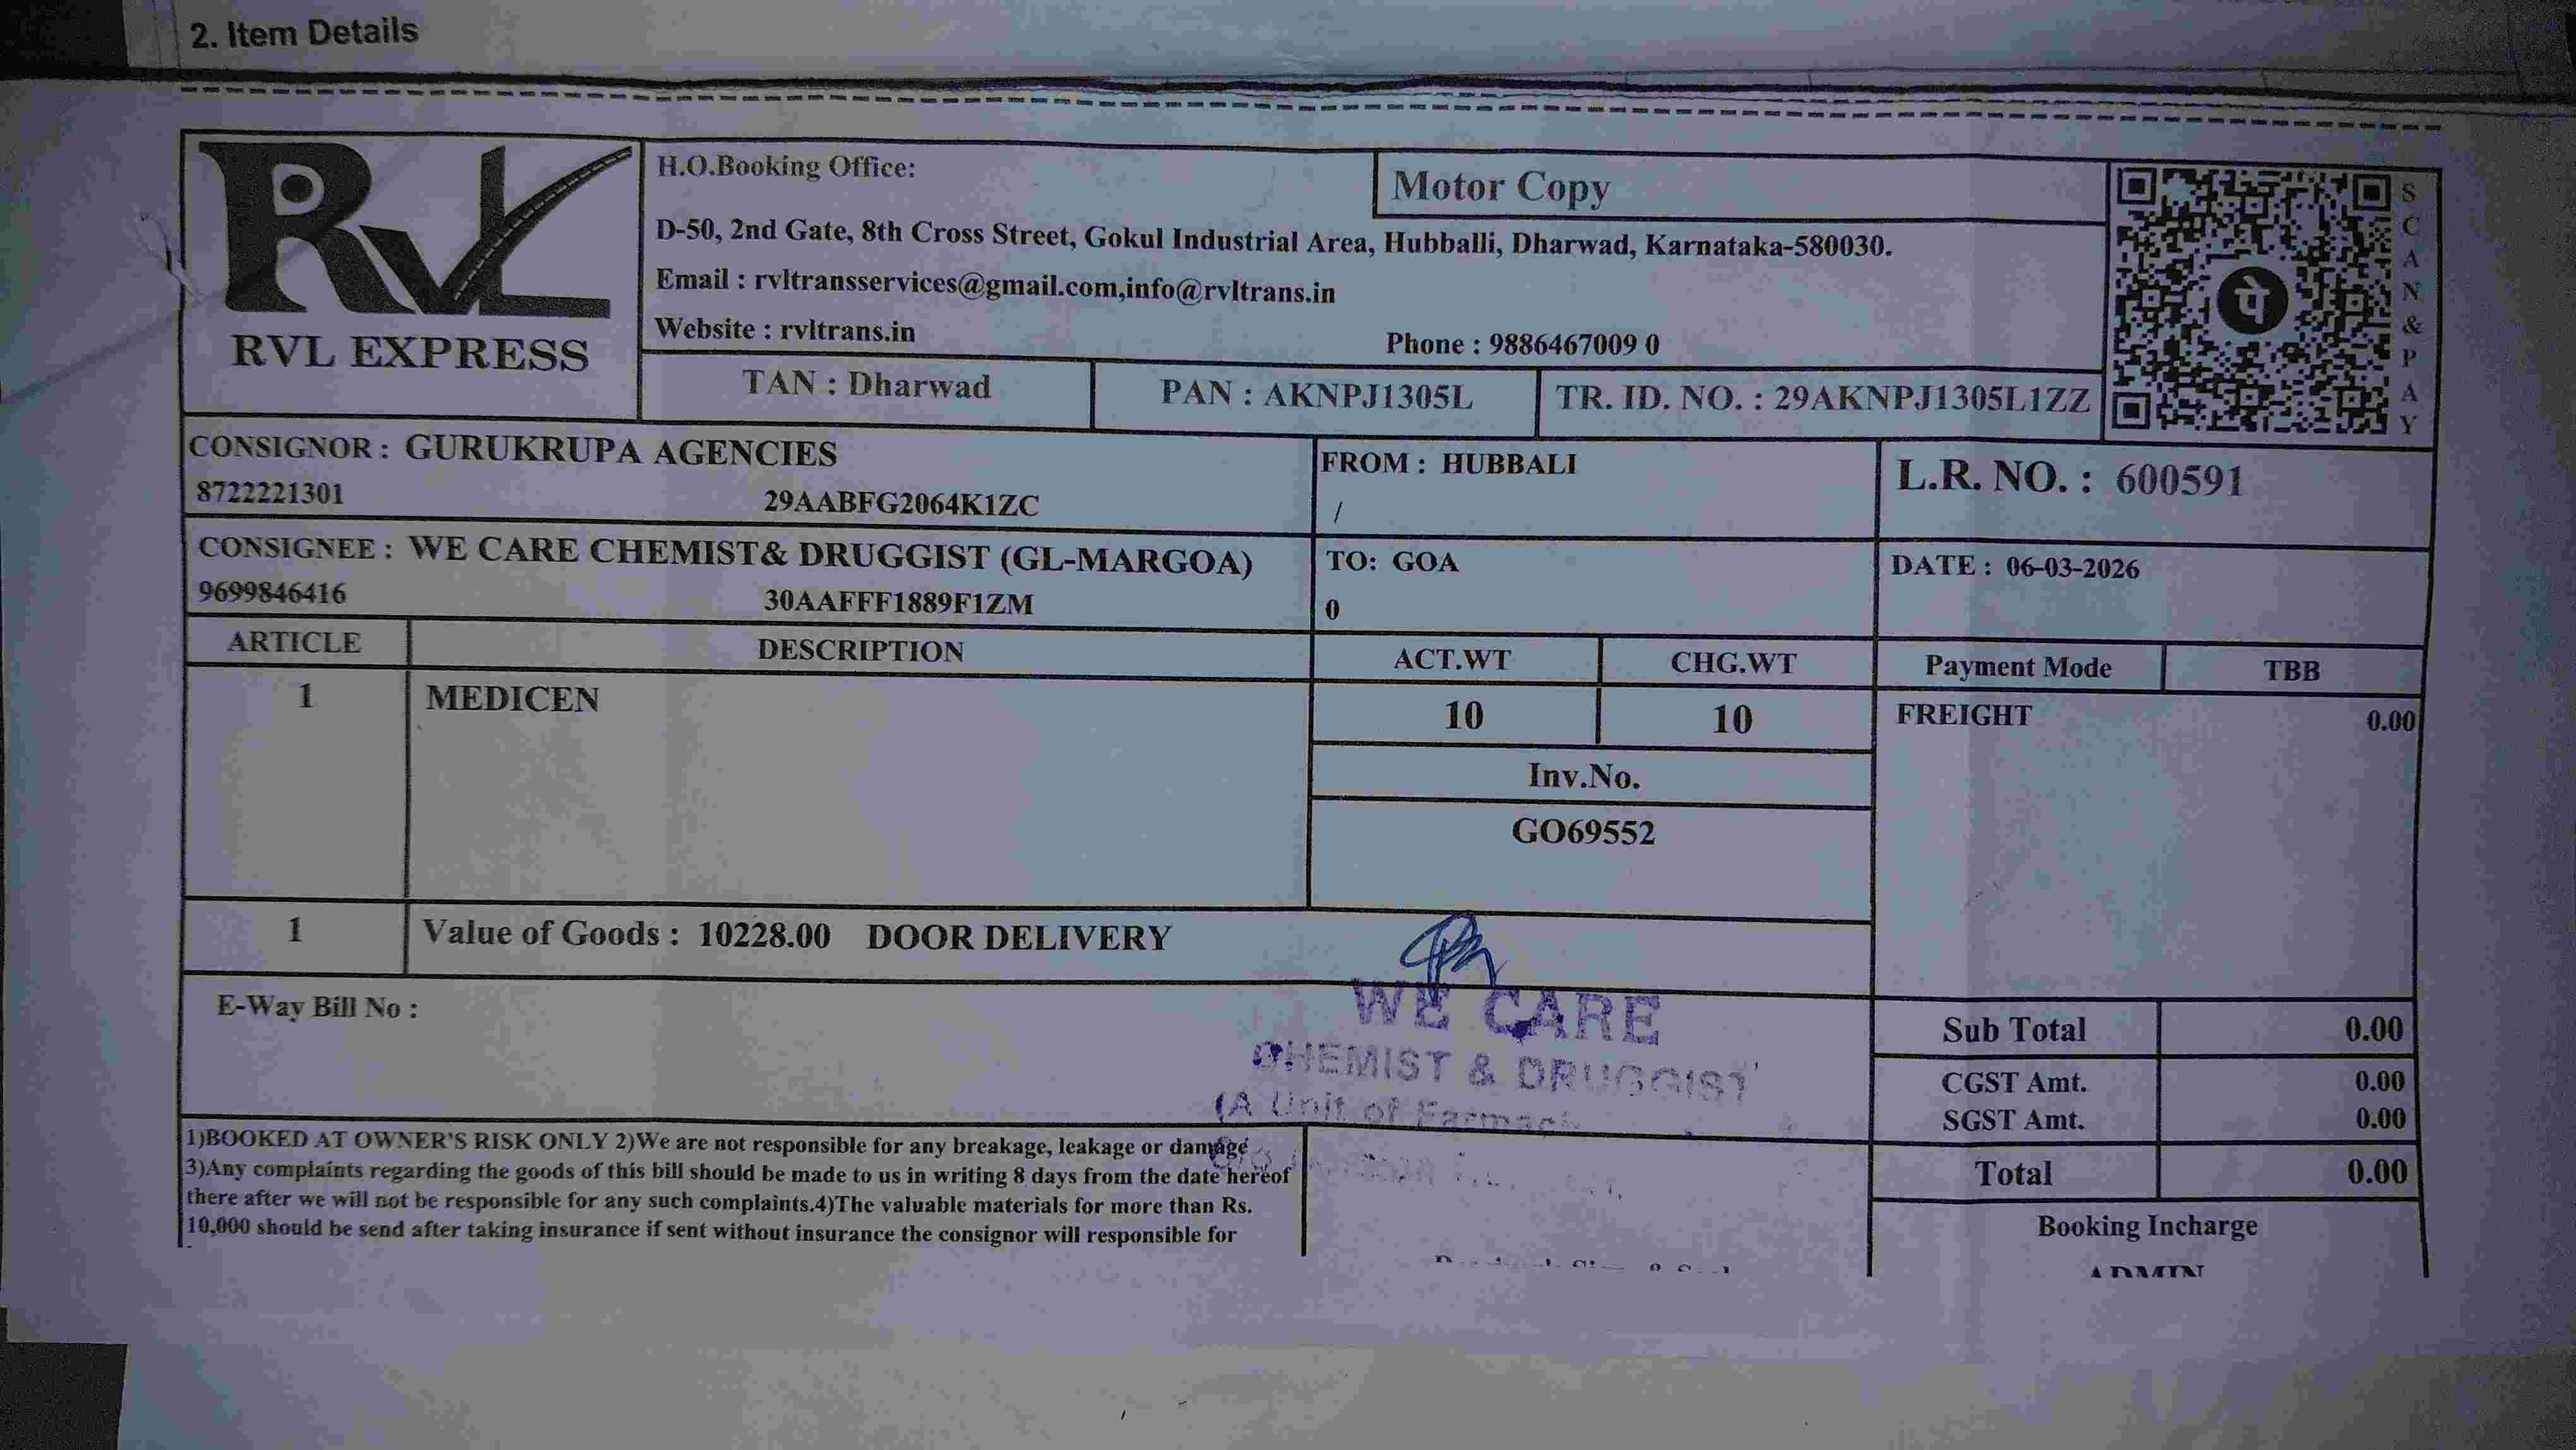 2. Item Details
RVL
RVL EXPRESS
H.O.Booking Office:
Motor Copy
D-50, 2nd Gate, 8th Cross Street, Gokul Industrial Area, Hubballi, Dharwad, Karnataka-580030.
Email : rvltransservices@gmail.com,info@rvltrans.in
Website : rvltrans.in
Phone : 9886467009 0
TAN : Dharwad
PAN : AKNPJ1305L
TR. ID. NO. : 29AKNPJ1305L1ZZ
पे
SCAN&PAY
CONSIGNOR : GURUKRUPA AGENCIES
8722221301 29AABFG2064K1ZC
FROM : HUBBALI
/
L.R. NO. : 600591
CONSIGNEE : WE CARE CHEMIST& DRUGGIST (GL-MARGOA)
9699846416 30AAFFF1889F1ZM
TO: GOA
0
DATE : 06-03-2026
ARTICLE DESCRIPTION ACT.WT CHG.WT Payment Mode TBB
1 MEDICEN 10 10 FREIGHT 0.00
Inv.No.
GO69552
1 Value of Goods : 10228.00 DOOR DELIVERY
E-Way Bill No :
WE CARE
CHEMIST & DRUGGIST
(A Unit of
Sub Total 0.00
CGST Amt. 0.00
SGST Amt. 0.00
Total 0.00
1)BOOKED AT OWNER'S RISK ONLY 2)We are not responsible for any breakage, leakage or damage
3)Any complaints regarding the goods of this bill should be made to us in writing 8 days from the date hereof
there after we will not be responsible for any such complaints.4)The valuable materials for more than Rs.
10,000 should be send after taking insurance if sent without insurance the consignor will responsible for
Booking Incharge
ADMIN